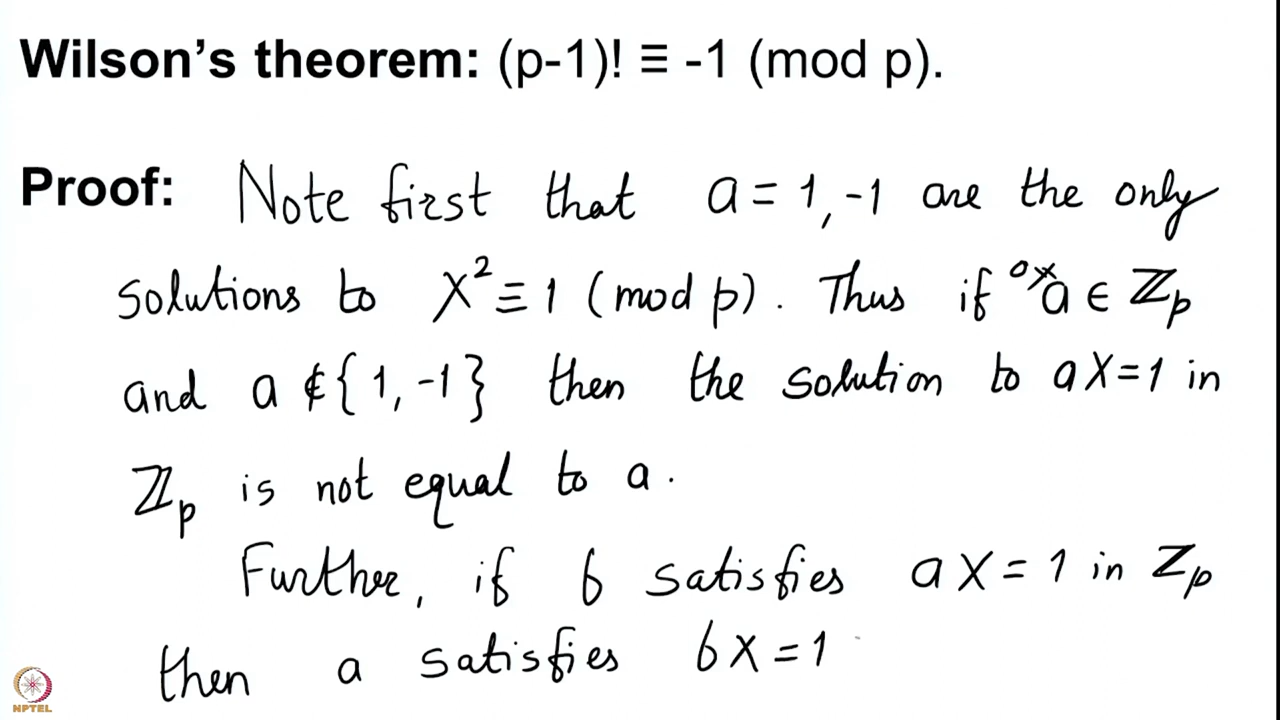 Wilson's theorem: (p-1)! ≡ -1 (mod p).
Proof: Note first that a = 1, -1 are the only
solutions to X² ≡ 1 (mod p). Thus if 0≠a ∈ ℤp
and a ∉ {1, -1} then the solution to aX=1 in
ℤp is not equal to a.
Further, if b satisfies aX = 1 in ℤp
then a satisfies bX = 1
NPTEL